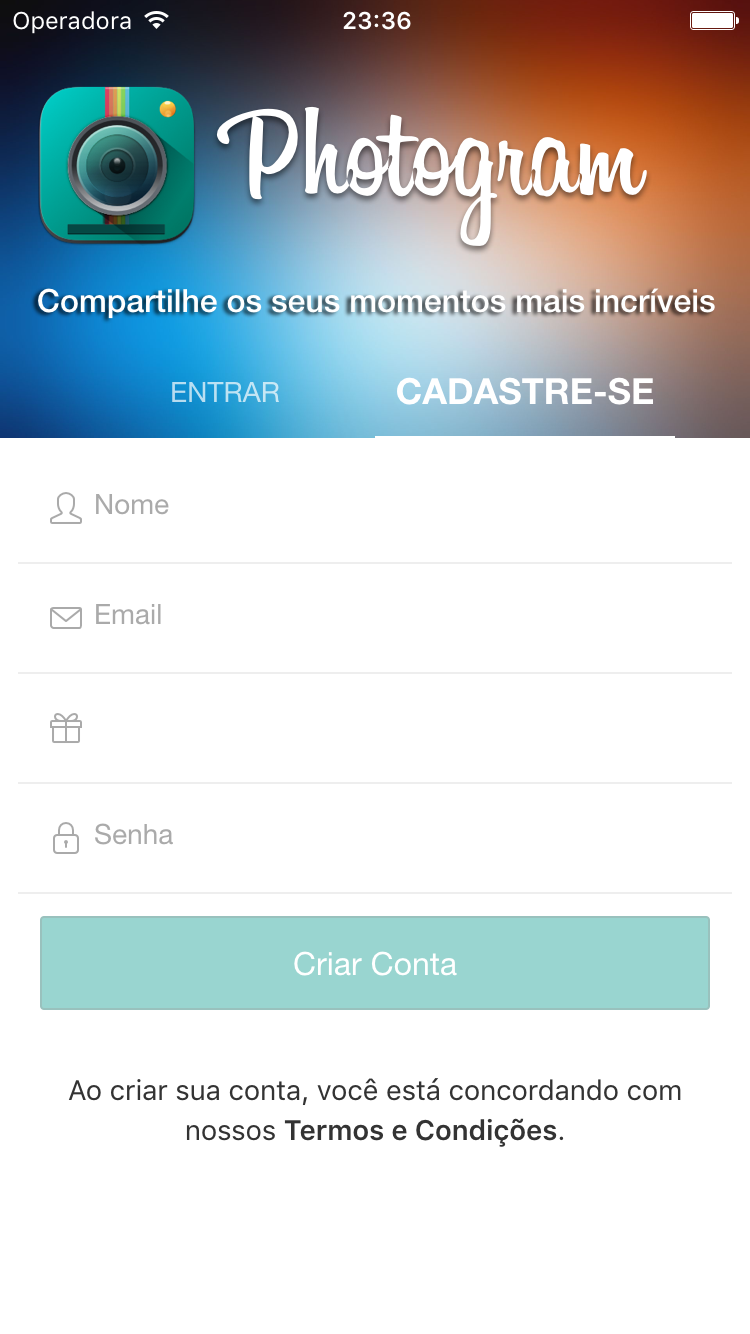 Operadora 23:36
Photogram
Compartilhe os seus momentos mais incríveis
ENTRAR CADASTRE-SE
Nome
Email
Senha
Criar Conta
Ao criar sua conta, você está concordando com
nossos Termos e Condições.